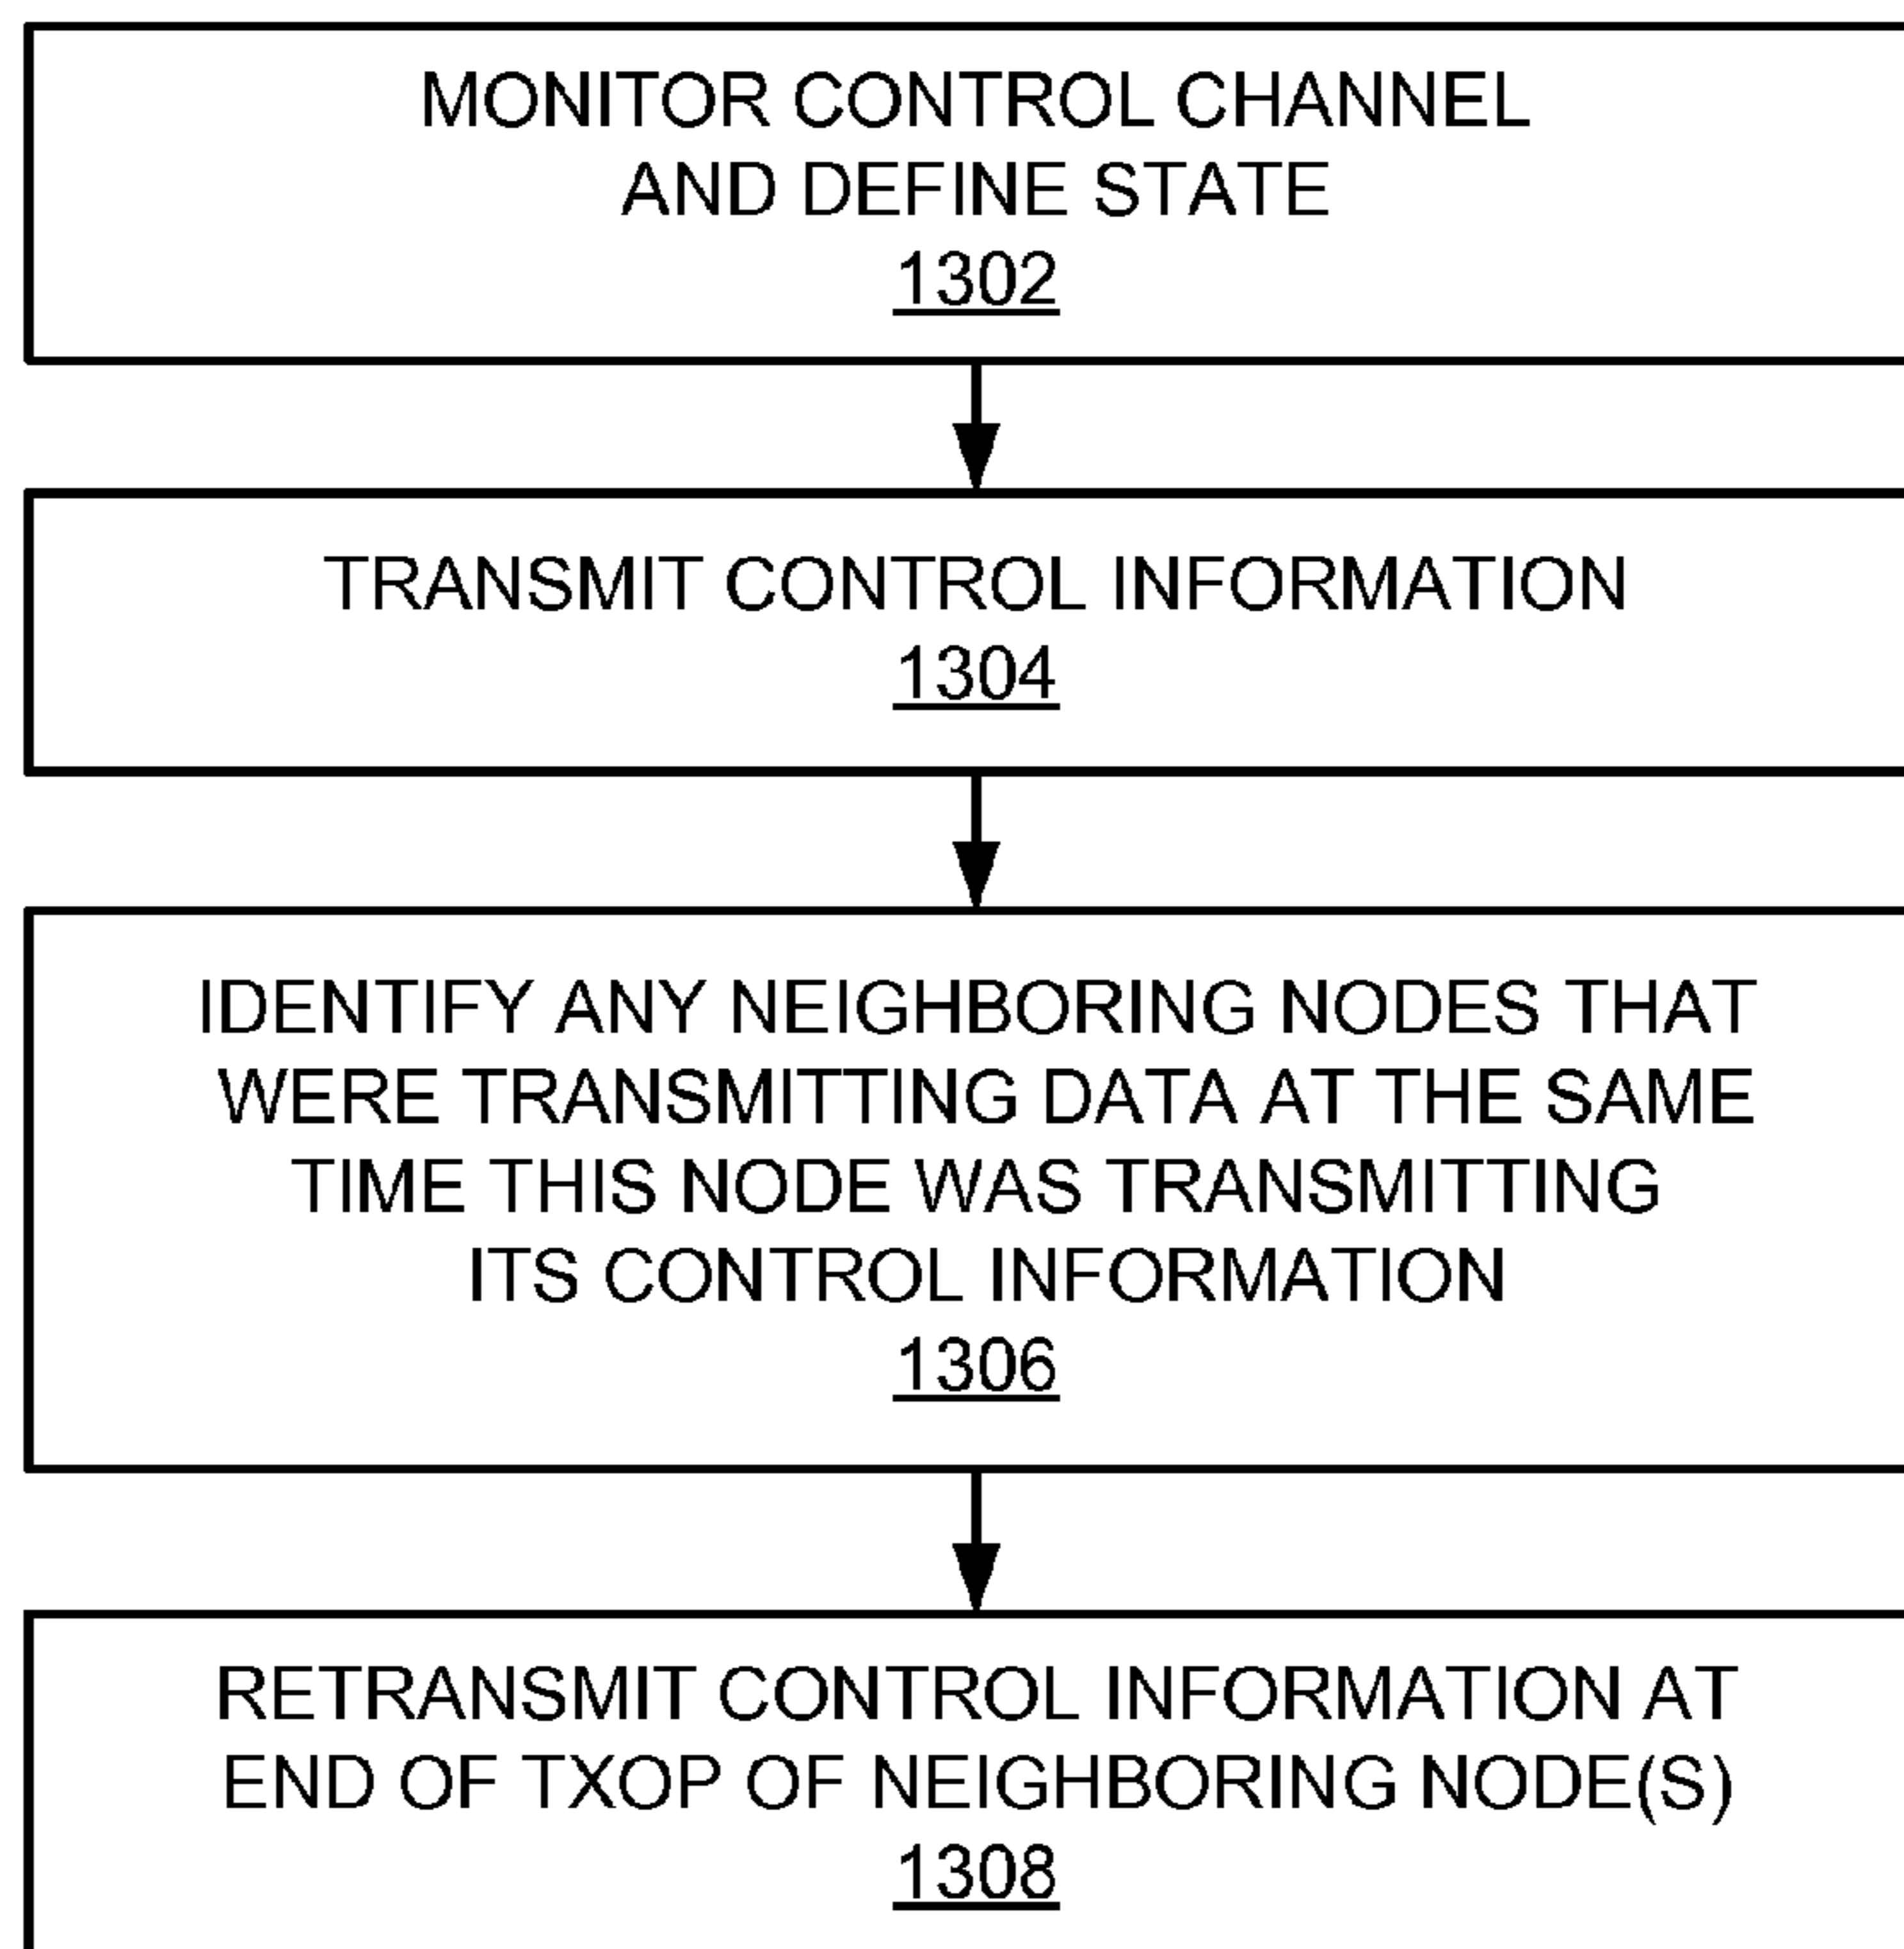 MONITOR CONTROL CHANNEL
AND DEFINE STATE
1302
TRANSMIT CONTROL INFORMATION
1304
IDENTIFY ANY NEIGHBORING NODES THAT
WERE TRANSMITTING DATA AT THE SAME
TIME THIS NODE WAS TRANSMITTING
ITS CONTROL INFORMATION
1306
RETRANSMIT CONTROL INFORMATION AT
END OF TXOP OF NEIGHBORING NODE(S)
1308